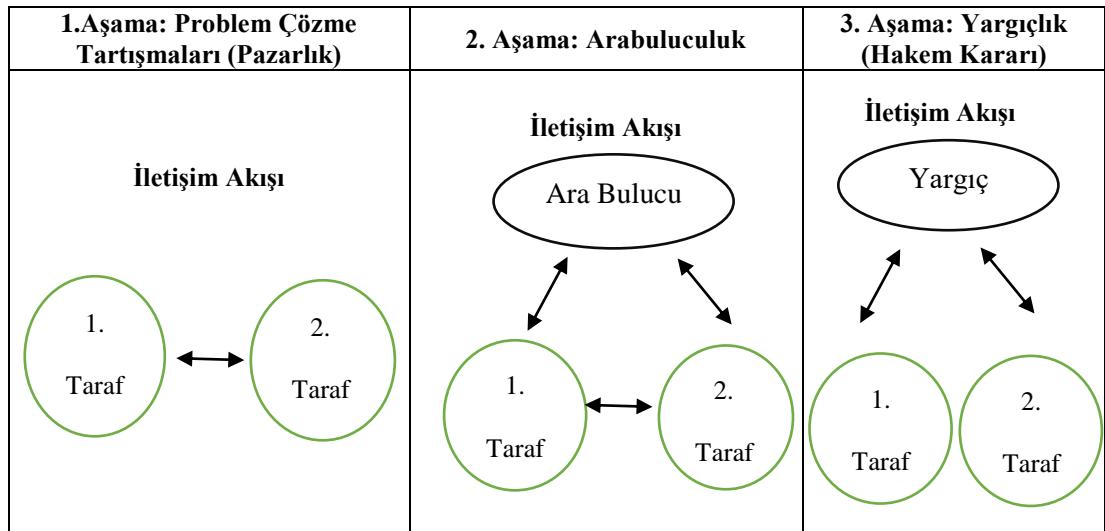 1.Aşama: Problem Çözme
Tartışmaları (Pazarlık)
2. Aşama: Arabuluculuk
3. Aşama: Yargıçlık
(Hakem Kararı)
İletişim Akışı
1.
Taraf
2.
Taraf
İletişim Akışı
Ara Bulucu
1.
Taraf
2.
Taraf
İletişim Akışı
Yargıç
1.
Taraf
2.
Taraf